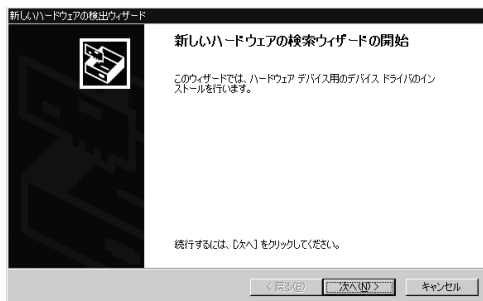 新しいハードウェアの検出ウィザード
新しいハードウェアの検索ウィザードの開始
このウィザードでは、ハードウェア デバイス用のデバイス ドライバのイン
ストールを行います。
続行するには、[次へ] をクリックしてください。
< 戻る(B)
次へ(N) >
キャンセル